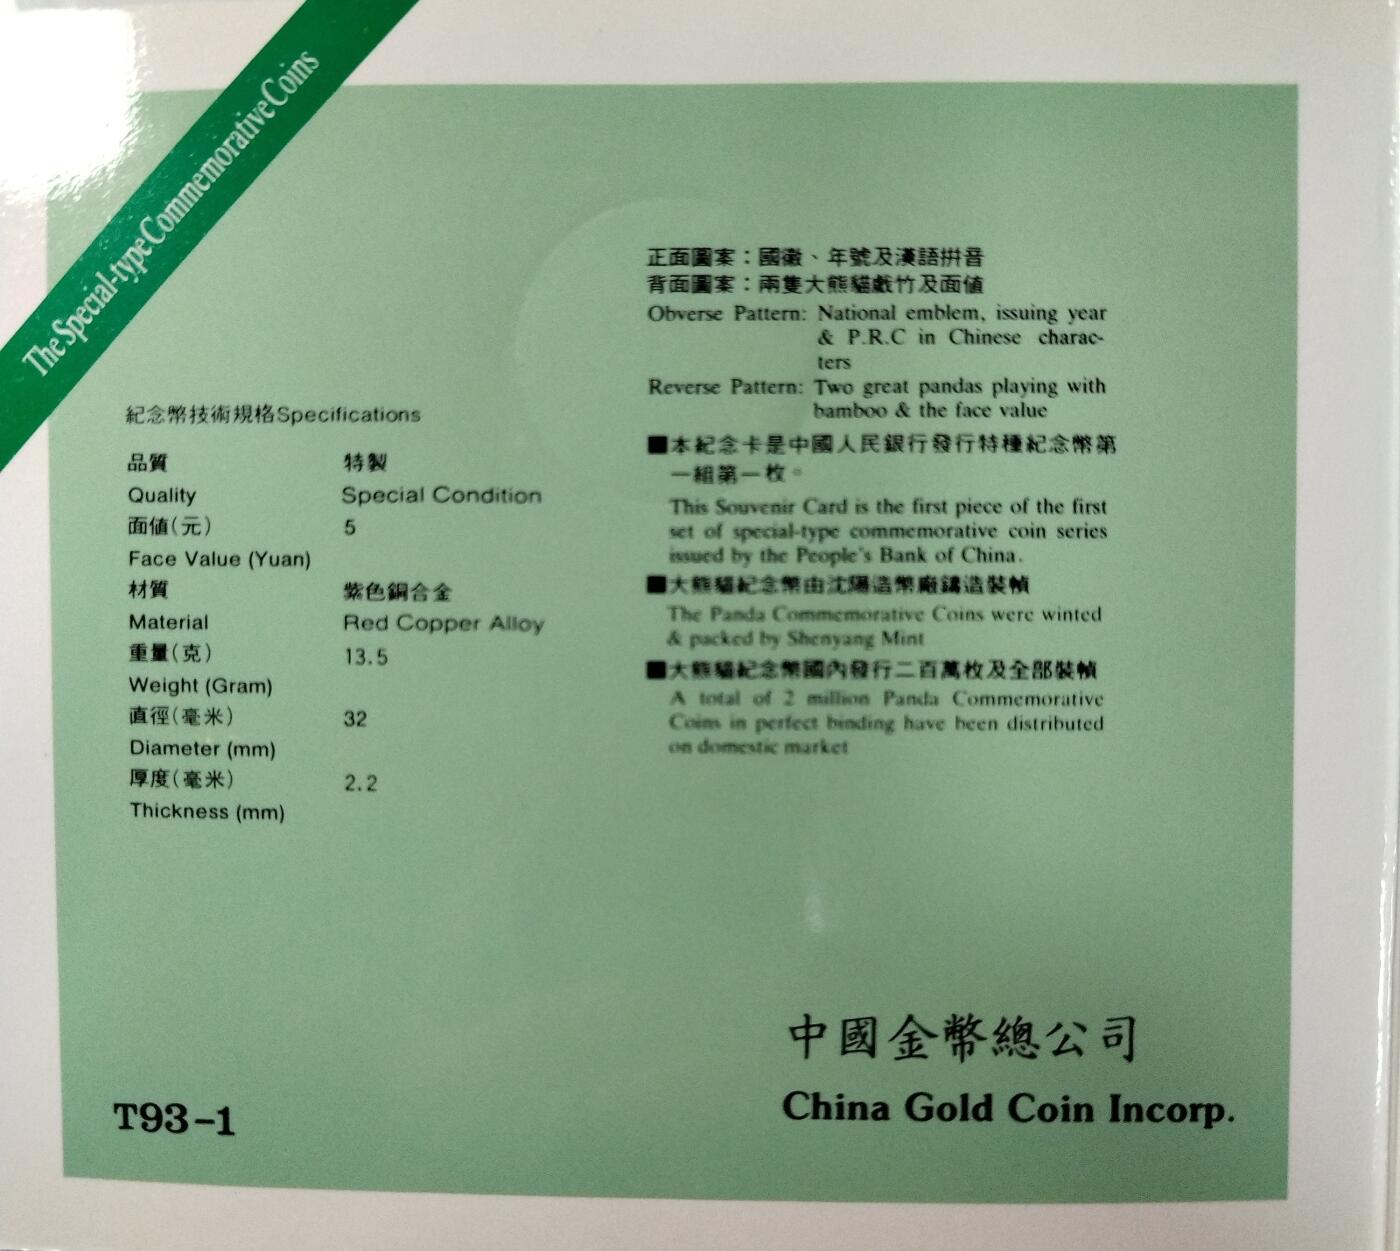 The Special-type Commemorative Coins
紀念幣技術規格Specifications
品質 特製
Quality Special Condition
面値(元) 5
Face Value (Yuan)
材質 紫色銅合金
Material Red Copper Alloy
重量(克) 13.5
Weight (Gram)
直徑(毫米) 32
Diameter (mm)
厚度(毫米) 2.2
Thickness (mm)
正面圖案：國徽、年號及漢語拼音
背面圖案：兩隻大熊貓戲竹及面値
Obverse Pattern: National emblem, issuing year
& P.R.C in Chinese charac-
ters
Reverse Pattern: Two great pandas playing with
bamboo & the face value
■本紀念卡是中國人民銀行發行特種紀念幣第
一組第一枚。
This Souvenir Card is the first piece of the first
set of special-type commemorative coin series
issued by the People's Bank of China.
■大熊貓紀念幣由沈陽造幣廠鑄造裝幀
The Panda Commemorative Coins were winted
& packed by Shenyang Mint
■大熊貓紀念幣國內發行二百萬枚及全部裝幀
A total of 2 million Panda Commemorative
Coins in perfect binding have been distributed
on domestic market
中國金幣總公司
China Gold Coin Incorp.
T93-1